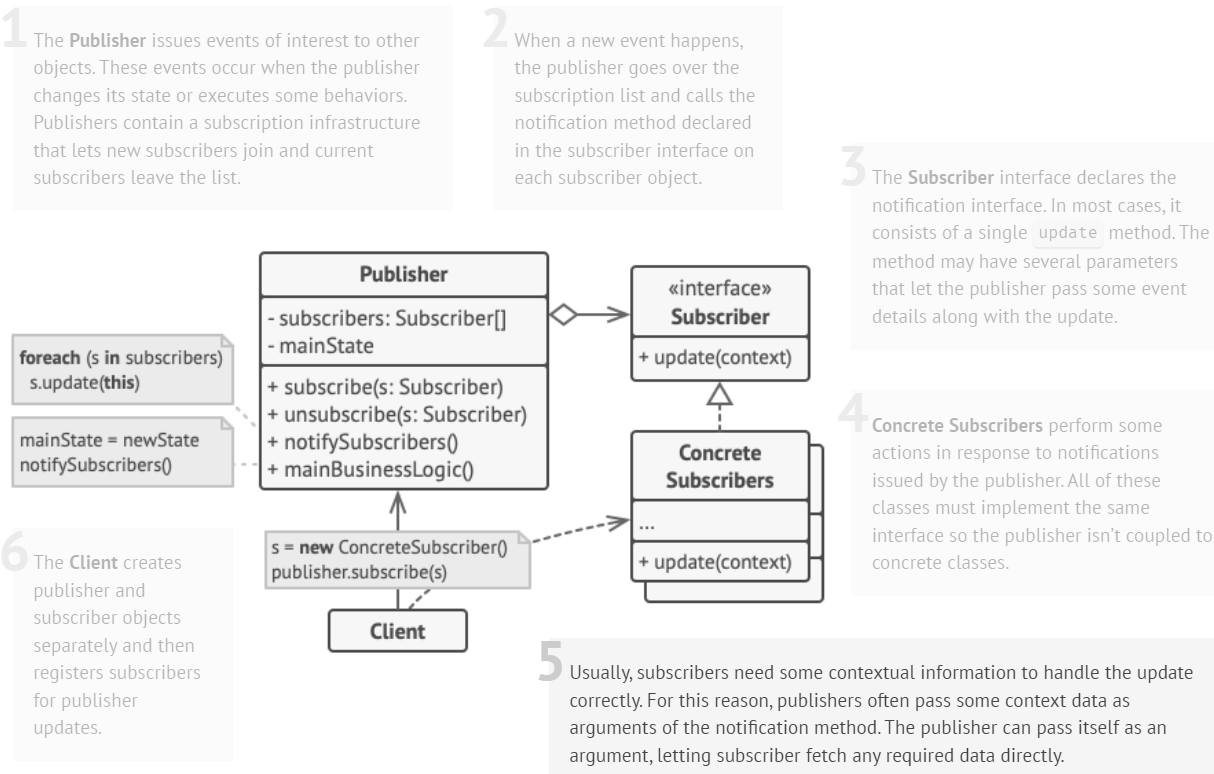 1
The Publisher issues events of interest to other
objects. These events occur when the publisher
changes its state or executes some behaviors.
Publishers contain a subscription infrastructure
that lets new subscribers join and current
subscribers leave the list.
2
When a new event happens,
the publisher goes over the
subscription list and calls the
notification method declared
in the subscriber interface on
each subscriber object.
3
The Subscriber interface declares the
notification interface. In most cases, it
consists of a single update method. The
method may have several parameters
that let the publisher pass some event
details along with the update.
Publisher
- subscribers: Subscriber[]
- mainState
+ subscribe(s: Subscriber)
+ unsubscribe(s: Subscriber)
+ notifySubscribers()
+ mainBusinessLogic()
«interface»
Subscriber
+ update(context)
foreach (s in subscribers)
s.update(this)
mainState = newState
notifySubscribers()
4
Concrete Subscribers perform some
actions in response to notifications
issued by the publisher. All of these
classes must implement the same
interface so the publisher isn't coupled to
concrete classes.
Concrete
Subscribers
...
+ update(context)
s = new ConcreteSubscriber()
publisher.subscribe(s)
Client
6
The Client creates
publisher and
subscriber objects
separately and then
registers subscribers
for publisher
updates.
5
Usually, subscribers need some contextual information to handle the update
correctly. For this reason, publishers often pass some context data as
arguments of the notification method. The publisher can pass itself as an
argument, letting subscriber fetch any required data directly.